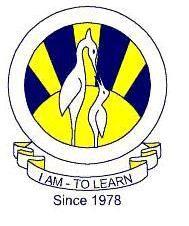 I AM - TO LEARN
Since 1978